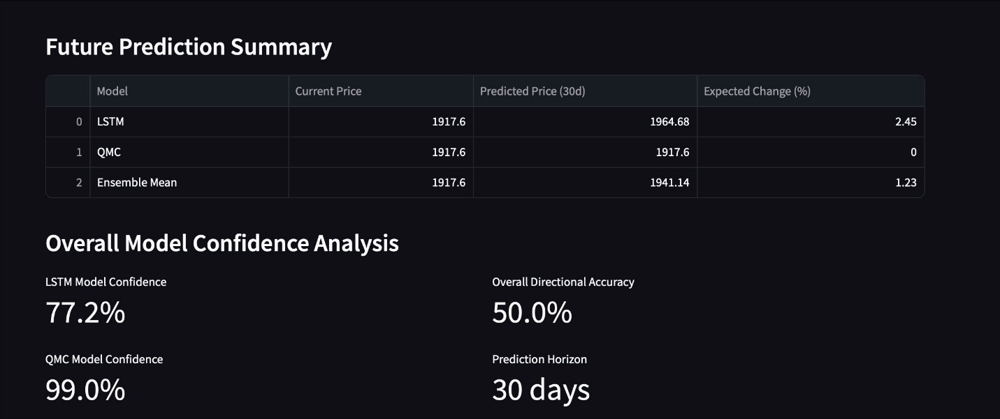 Future Prediction Summary
Model Current Price Predicted Price (30d) Expected Change (%)
0 LSTM 1917.6 1964.68 2.45
1 QMC 1917.6 1917.6 0
2 Ensemble Mean 1917.6 1941.14 1.23
Overall Model Confidence Analysis
LSTM Model Confidence
77.2%
Overall Directional Accuracy
50.0%
QMC Model Confidence
99.0%
Prediction Horizon
30 days